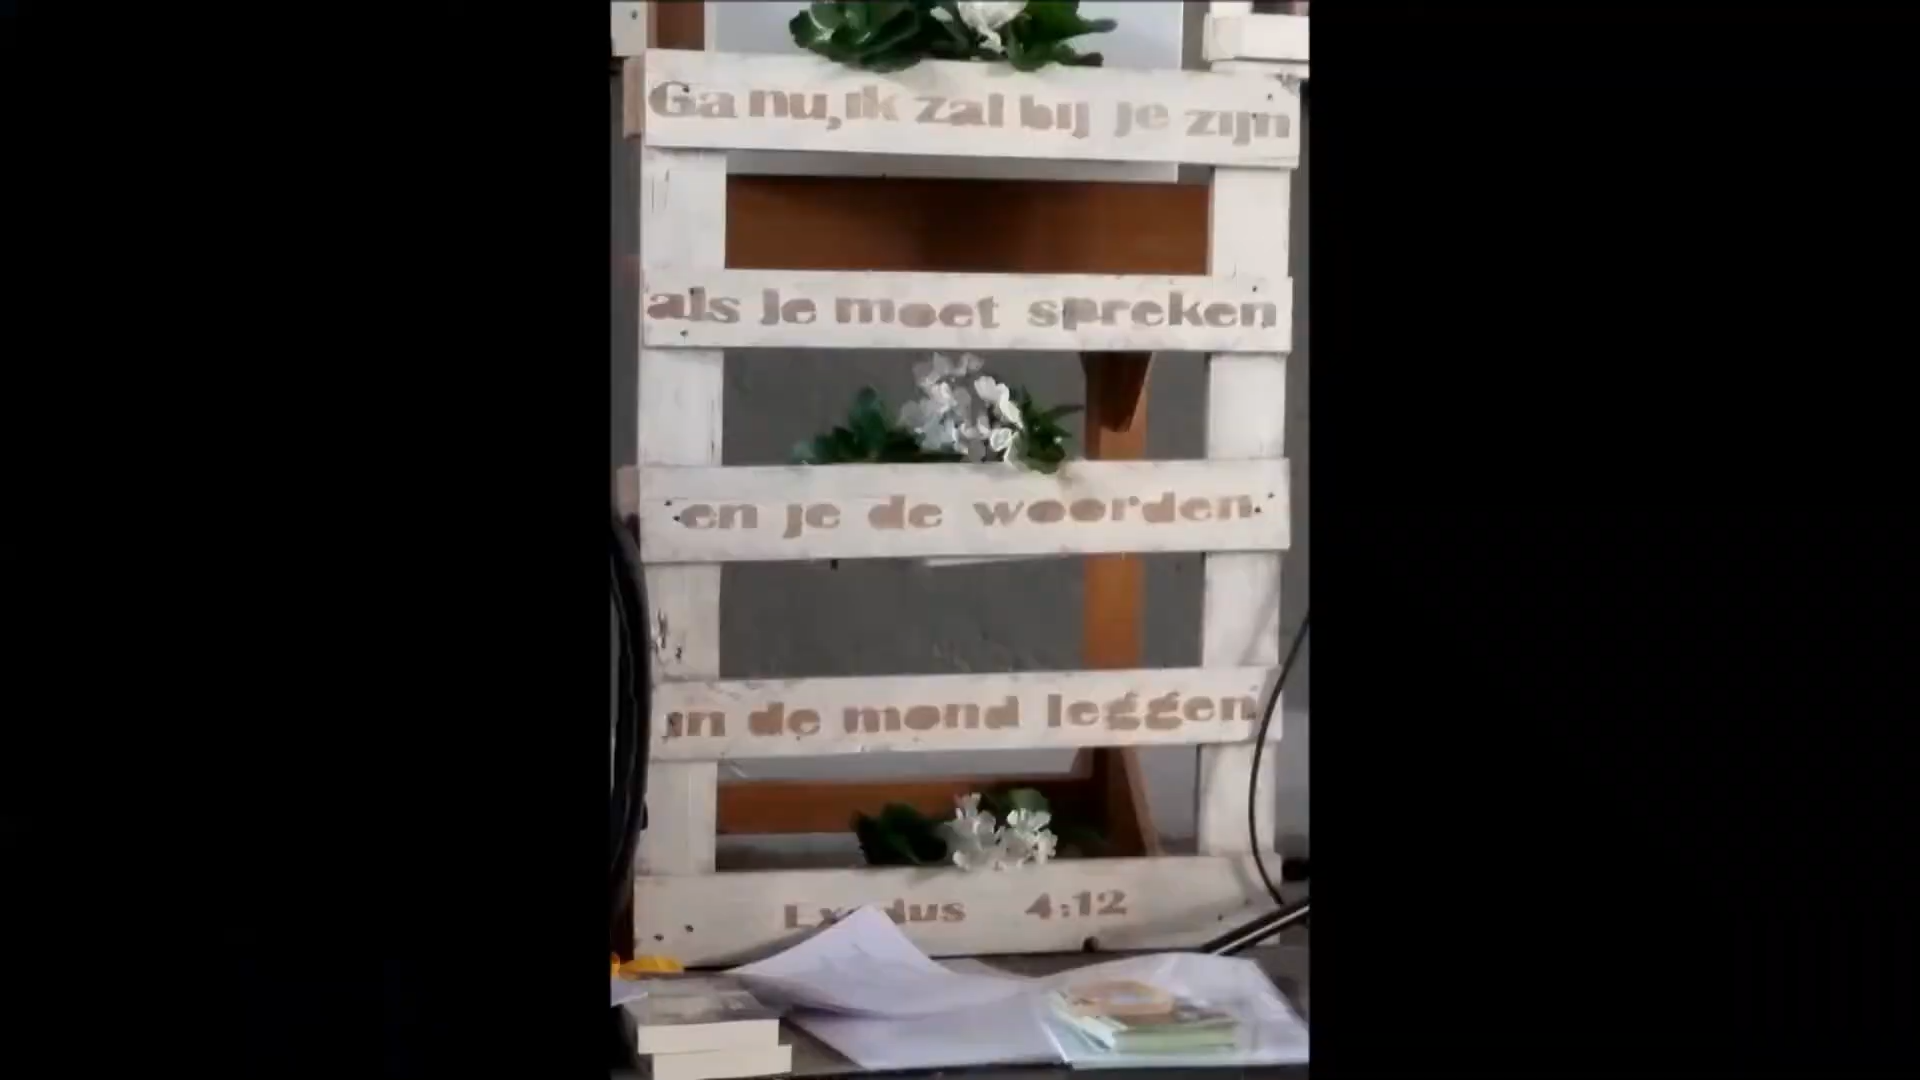 Ga nu, ik zal bij je zijn
als je moet spreken
en je de woorden
in de mond leggen
Exodus 4:12